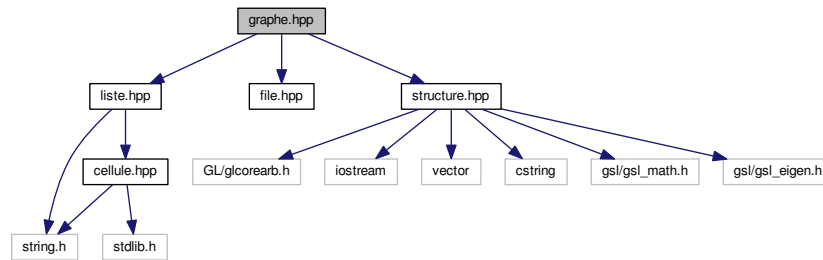 graphe.hpp
liste.hpp
file.hpp
structure.hpp
cellule.hpp
GL/glcorearb.h
iostream
vector
cstring
gsl/gsl_math.h
gsl/gsl_eigen.h
string.h
stdlib.h